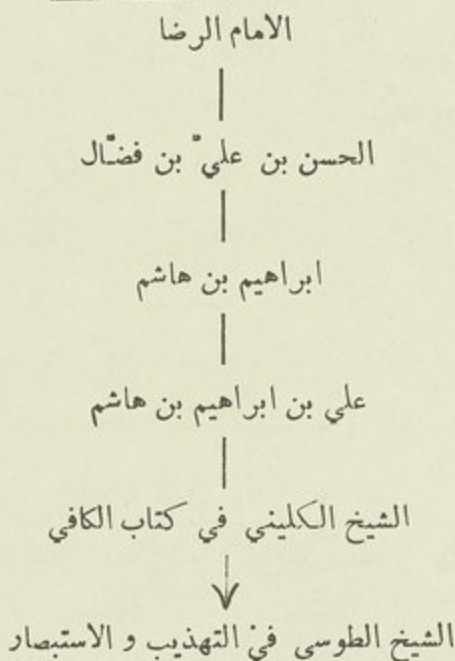 الامام الرضا
الحسن بن عليّ بن فضّال
ابراهيم بن هاشم
علي بن ابراهيم بن هاشم
الشيخ الكليني في كتاب الكافي
الشيخ الطوسى في التهذيب و الاستبصار